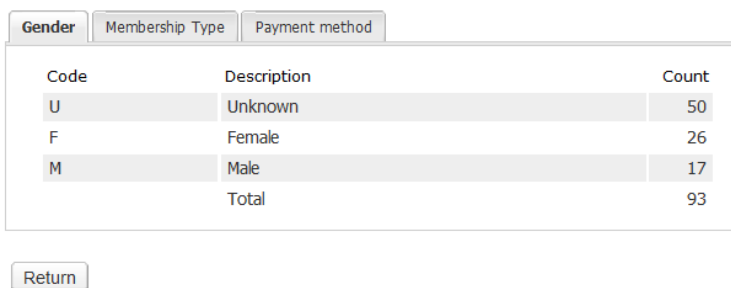 Gender Membership Type Payment method
Code Description Count
U Unknown 50
F Female 26
M Male 17
Total 93
Return